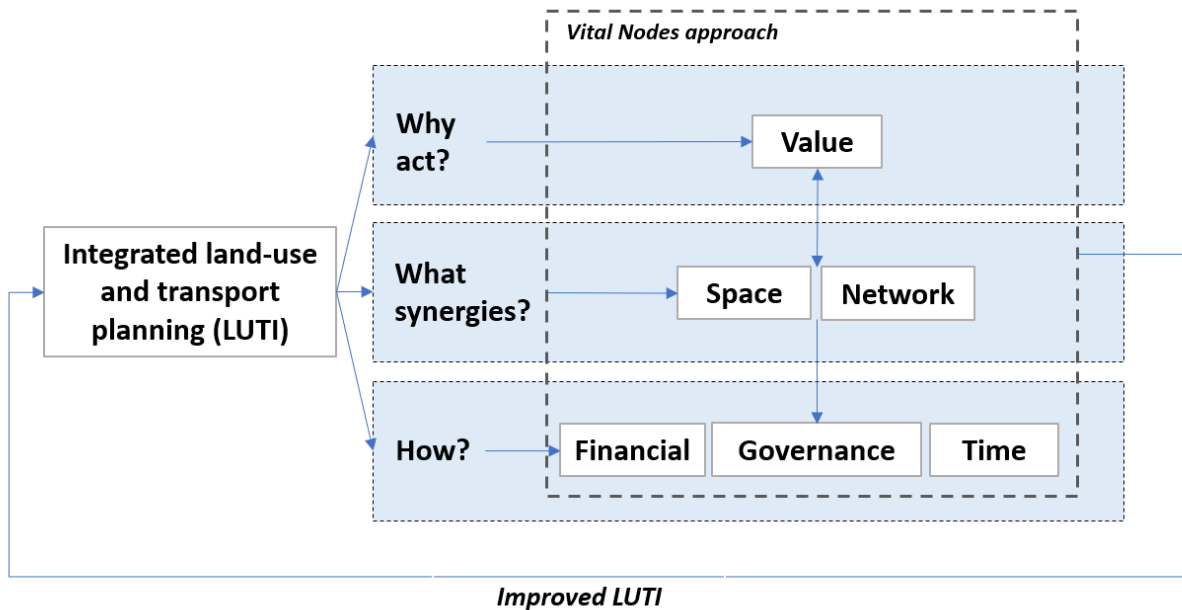 Vital Nodes approach
Why
act?
Value
Integrated land-use
and transport
planning (LUTI)
What
synergies?
Space
Network
How?
Financial
Governance
Time
Improved LUTI